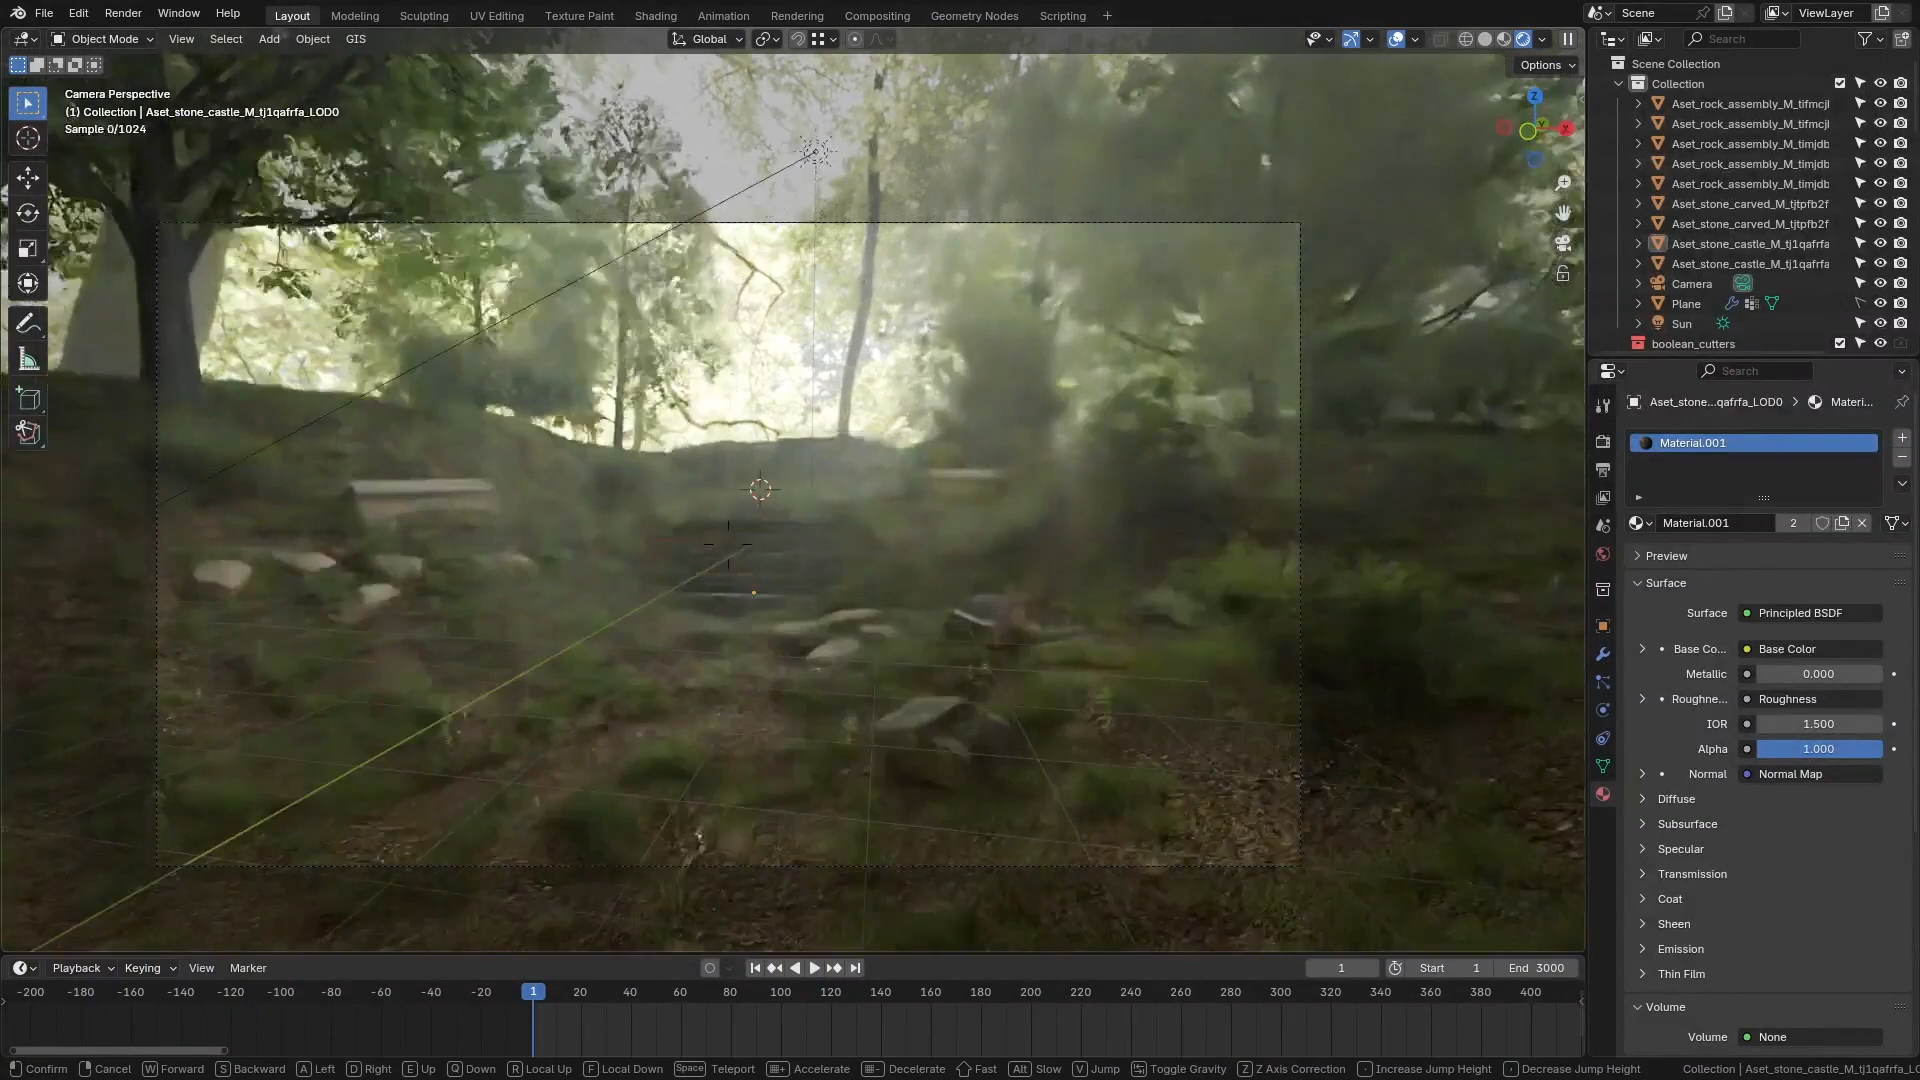 File Edit Render Window Help Layout Modeling Sculpting UV Editing Texture Paint Shading Animation Rendering Compositing Geometry Nodes Scripting + Scene ViewLayer
Object Mode View Select Add Object GIS Global Search
Options
Camera Perspective
(1) Collection | Aset_stone_castle_M_tj1qafrfa_LOD0
Sample 0/1024
Z
Y
X
Scene Collection
Collection
Aset_rock_assembly_M_tifmcjl
Aset_rock_assembly_M_tifmcjl
Aset_rock_assembly_M_timjdb
Aset_rock_assembly_M_timjdb
Aset_rock_assembly_M_timjdb
Aset_stone_carved_M_tjtpfb2f
Aset_stone_carved_M_tjtpfb2f
Aset_stone_castle_M_tj1qafrfa
Aset_stone_castle_M_tj1qafrfa
Camera
Plane
Sun
boolean_cutters
Search
Aset_stone...qafrfa_LOD0 Materi...
Material.001
Material.001 2
Preview
Surface
Surface Principled BSDF
Base Co... Base Color
Metallic 0.000
Roughne... Roughness
IOR 1.500
Alpha 1.000
Normal Normal Map
Diffuse
Subsurface
Specular
Transmission
Coat
Sheen
Emission
Thin Film
Volume
Volume None
Playback Keying View Marker 1 Start 1 End 3000
-200 -180 -160 -140 -120 -100 -80 -60 -40 -20 1 20 40 60 80 100 120 140 160 180 200 220 240 260 280 300 320 340 360 380 400
Confirm Cancel W Forward S Backward A Left D Right E Up Q Down R Local Up F Local Down Space Teleport Accelerate Decelerate Fast Alt Slow V Jump Toggle Gravity Z Z Axis Correction Increase Jump Height Decrease Jump Height Collection | Aset_stone_castle_M_tj1qafrfa_LO